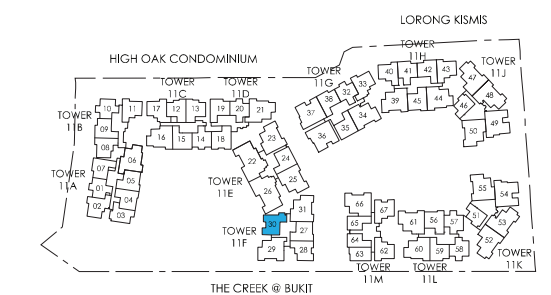 LORONG KISMIS
HIGH OAK CONDOMINIUM
TOWER
11H
TOWER
11J
TOWER
11G
TOWER
11C
TOWER
11D
TOWER
11B
TOWER
11A
TOWER
11E
TOWER
11F
TOWER
11M
TOWER
11L
TOWER
11K
40 41 42 43
39 45 44
47
48
46
49
50
37 38 32 33
36 35 34
17 12 13
19 20 21
16 15 14 18
10 11
09
08
07
01
02
06
05
04
03
23
22 24
25
26
30
31
27
29 28
66
67
65
64
63 62
61 56 57
60 59 58
55 54
51 53
52
THE CREEK @ BUKIT